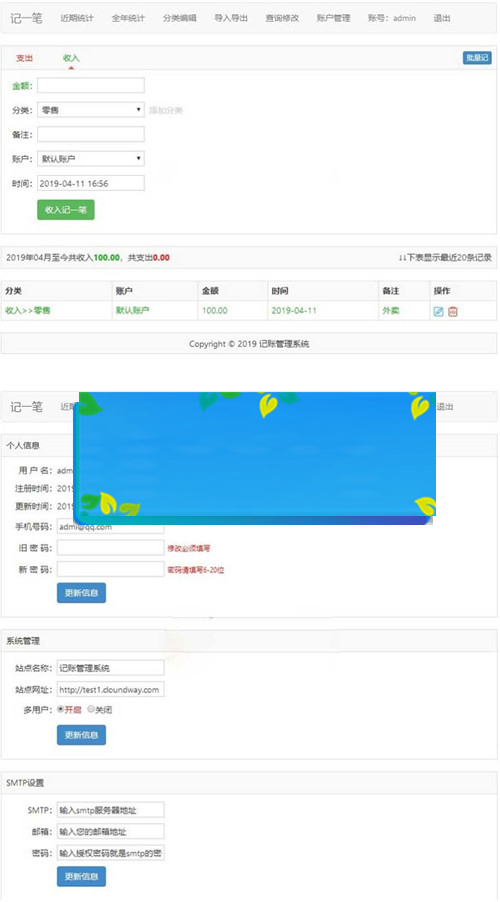 记一笔 近期统计 全年统计 分类编辑 导入导出 查询修改 账户管理 账号：admin 退出
支出 收入 批量记
金额：
分类： 零售 添加分类
备注：
账户： 默认账户
时间： 2019-04-11 16:56
收入记一笔
2019年04月至今共收入100.00，共支出0.00 ↓↓下表显示最近20条记录
分类 账户 金额 时间 备注 操作
收入>>零售 默认账户 100.00 2019-04-11 外卖
Copyright © 2019 记账管理系统
记一笔 近期 退出
个人信息
用 户 名： adm
注册时间： 2019
更新时间： 2019
手机号码： admi@qq.com
旧 密 码： 修改必须填写
新 密 码： 密码请填写6-20位
更新信息
系统管理
站点名称： 记账管理系统
站点网址： http://test1.cloundway.com
多用户： 开启 关闭
更新信息
SMTP设置
SMTP： 输入smtp服务器地址
邮箱： 输入您的邮箱地址
密码： 输入授权密码就是smtp的密
更新信息